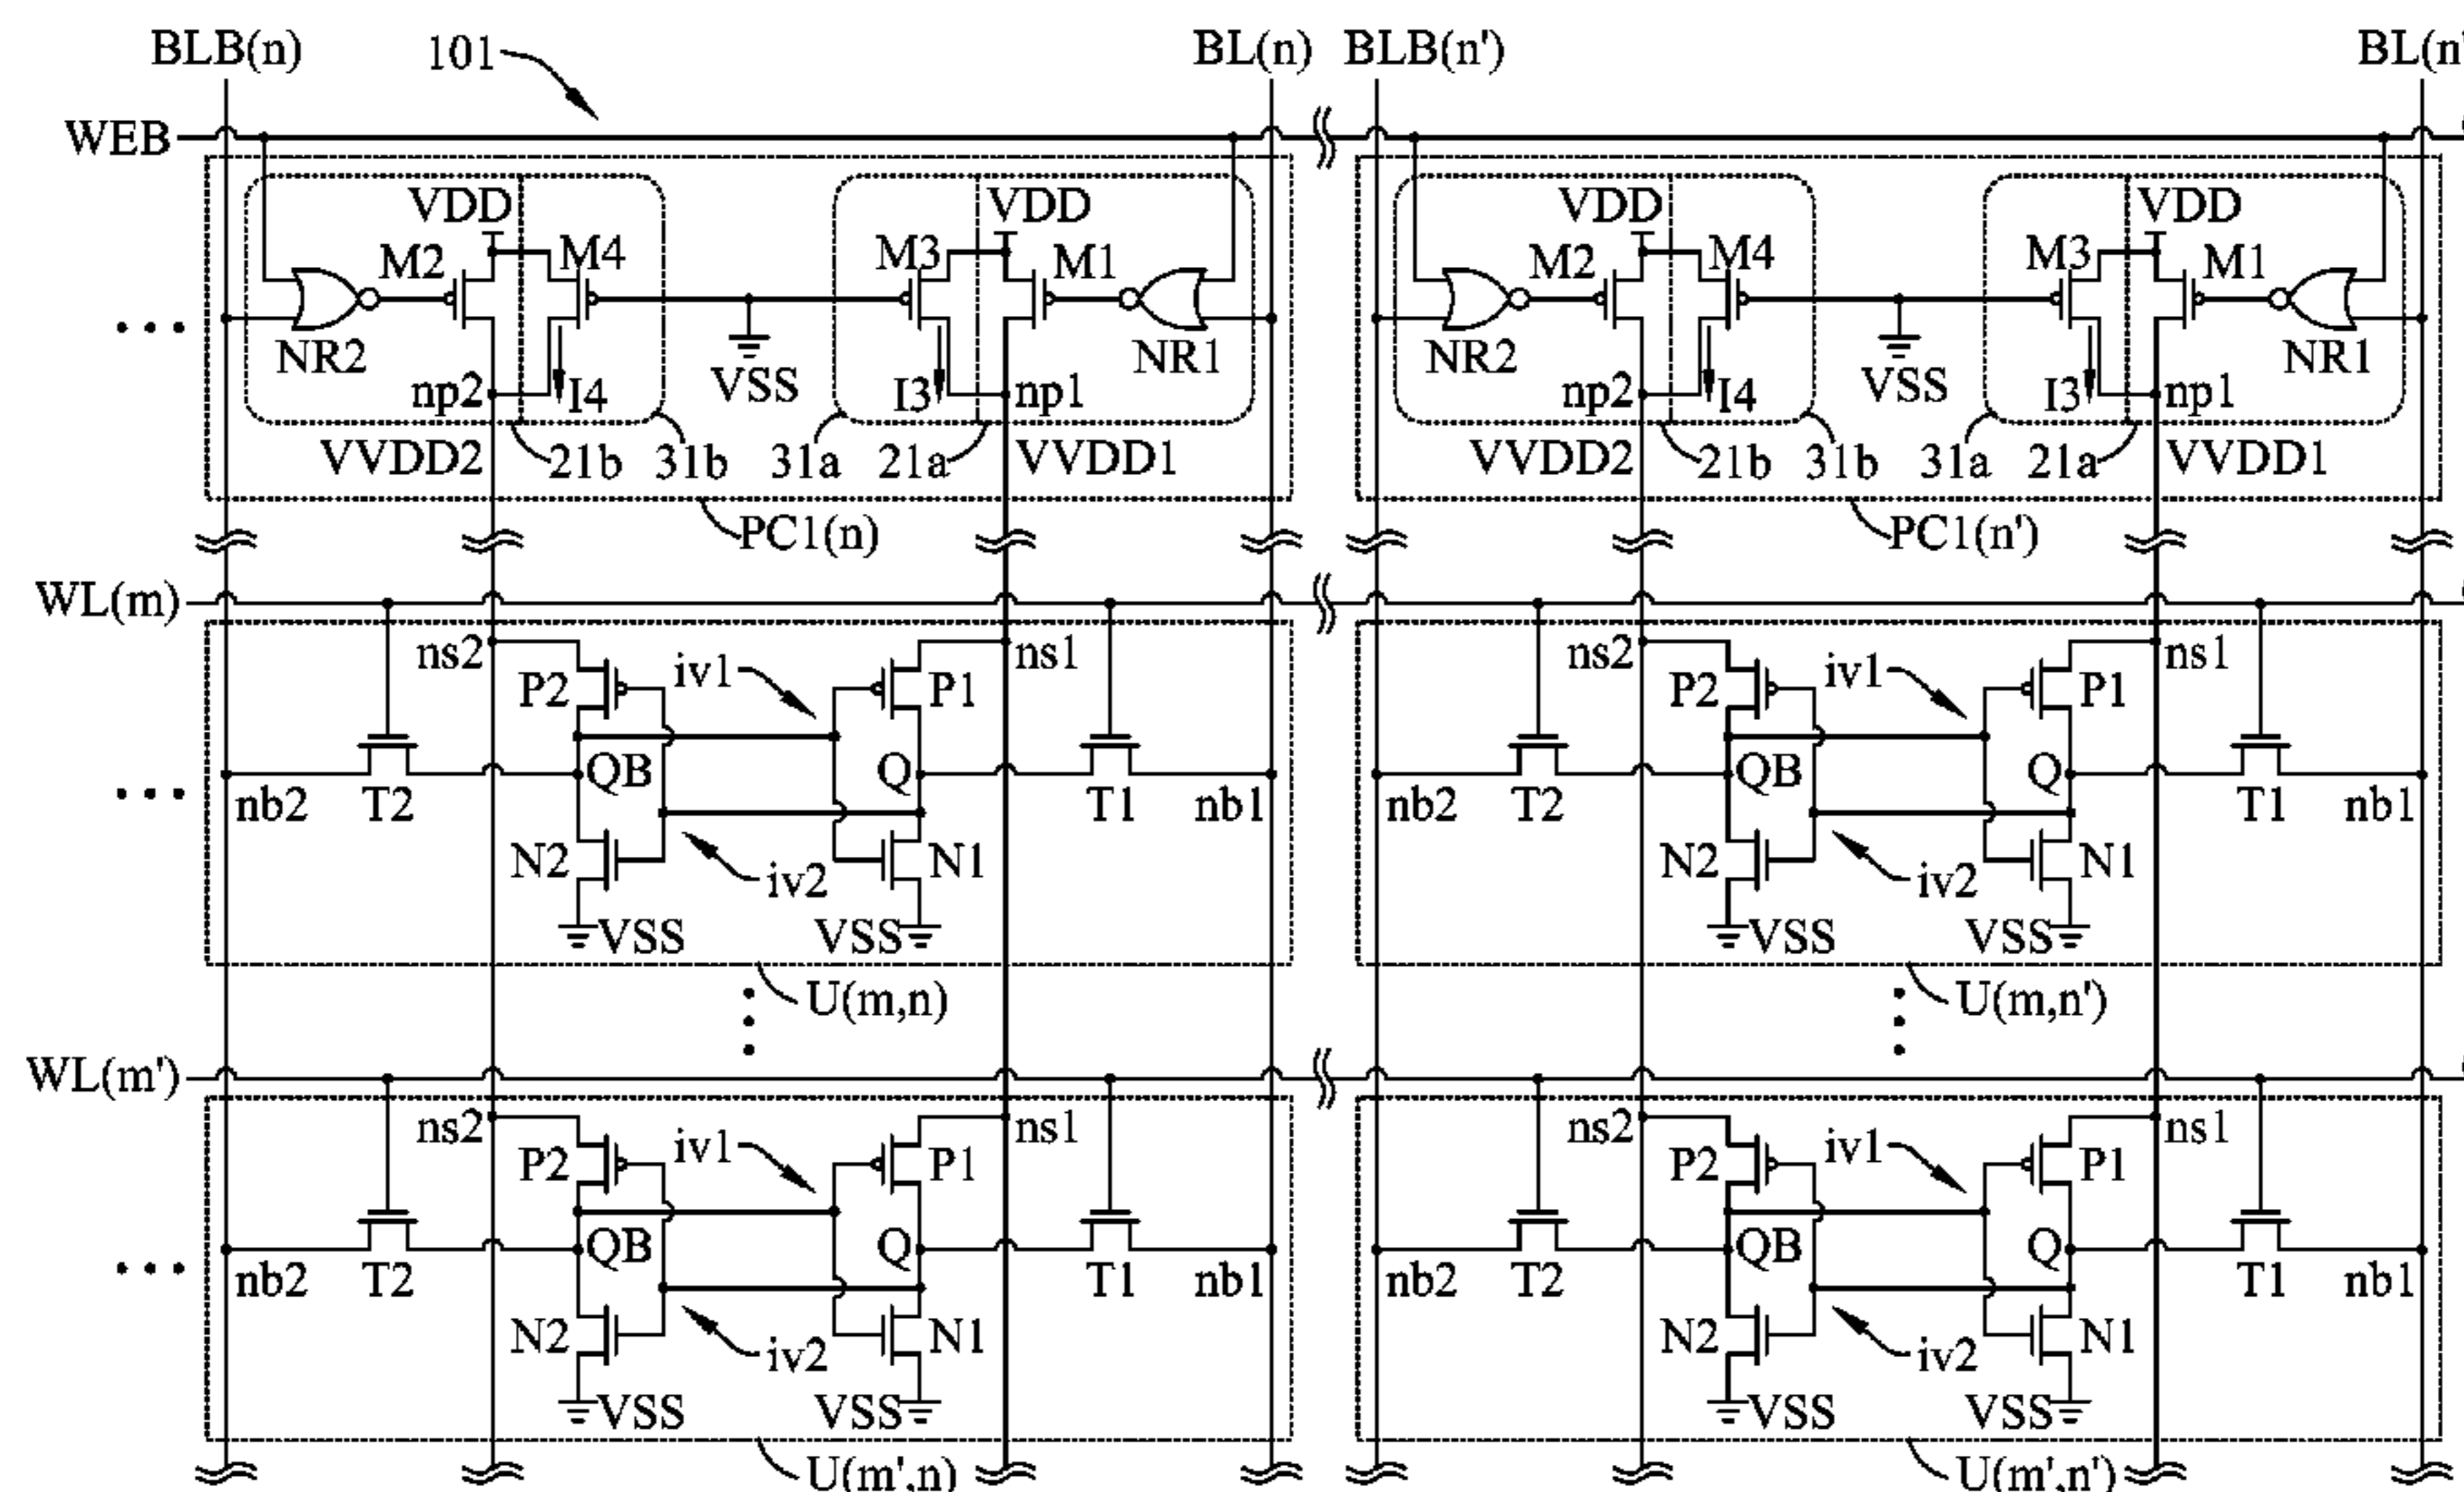 BLB(n) 101 BL(n) BLB(n') BL(n'
WEB
VDD VDD VDD VDD
M2 M4 M3 M1 M2 M4 M3 M1
NR2 VSS NR1 NR2 VSS NR1
np2 I4 I3 np1 np2 I4 I3 np1
VVDD2 21b 31b 31a 21a VVDD1 VVDD2 21b 31b 31a 21a VVDD1
PC1(n) PC1(n')
WL(m)
ns2 ns1 ns2 ns1
P2 iv1 P1 P2 iv1 P1
QB Q QB Q
nb2 T2 T1 nb1 nb2 T2 T1 nb1
N2 iv2 N1 N2 iv2 N1
VSS VSS VSS VSS
U(m,n) U(m,n')
WL(m')
ns2 ns1 ns2 ns1
P2 iv1 P1 P2 iv1 P1
QB Q QB Q
nb2 T2 T1 nb1 nb2 T2 T1 nb1
N2 iv2 N1 N2 iv2 N1
VSS VSS VSS VSS
U(m',n) U(m',n')